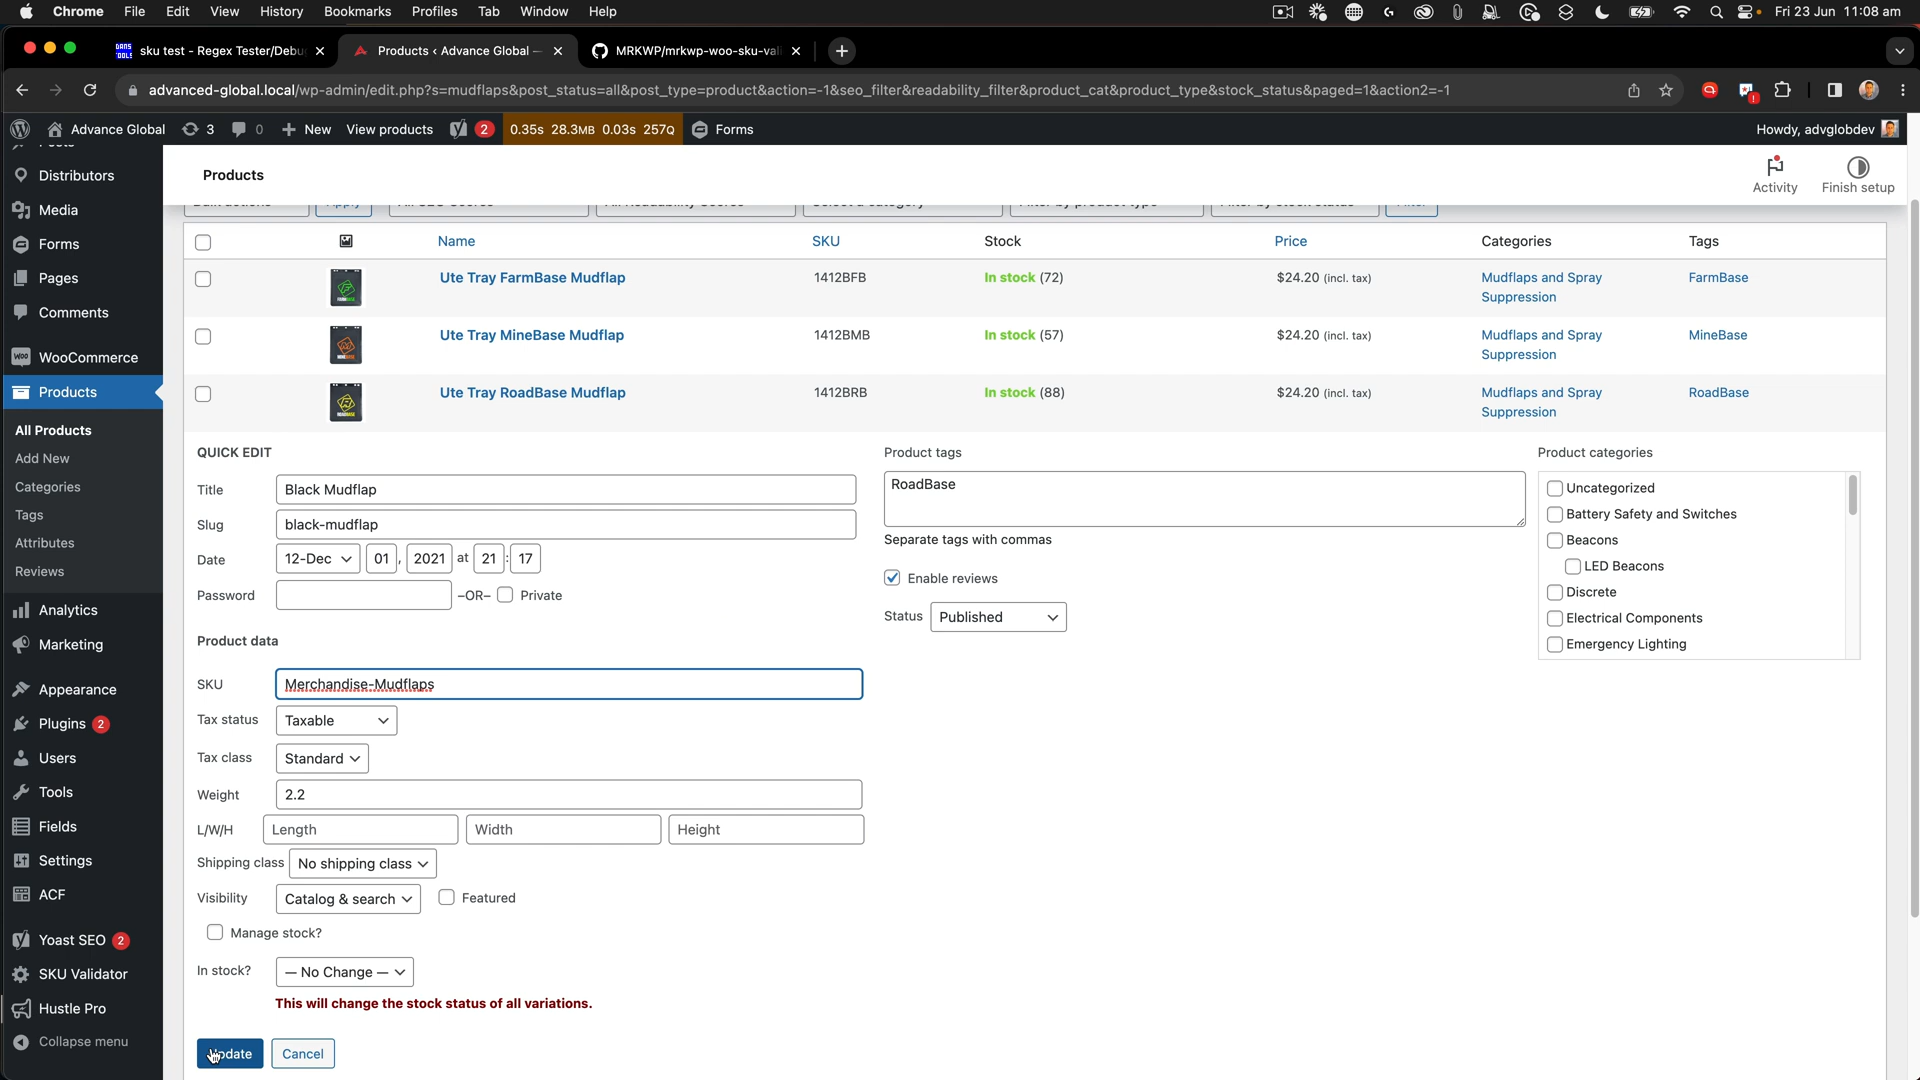 Chrome File Edit View History Bookmarks Profiles Tab Window Help Fri 23 Jun 11:08 am
sku test - Regex Tester/Debu Products ‹ Advance Global – MRKWP/mrkwp-woo-sku-vali
advanced-global.local/wp-admin/edit.php?s=mudflaps&post_status=all&post_type=product&action=-1&seo_filter&readability_filter&product_cat&product_type&stock_status&paged=1&action2=-1
Advance Global 3 0 New View products 2 0.35s 28.3MB 0.03s 257Q Forms Howdy, advglobdev
Posts
Distributors
Media
Forms
Pages
Comments
WooCommerce
Products
All Products
Add New
Categories
Tags
Attributes
Reviews
Analytics
Marketing
Appearance
Plugins 2
Users
Tools
Fields
Settings
ACF
Yoast SEO 2
SKU Validator
Hustle Pro
Collapse menu
Products
Activity Finish setup
Name SKU Stock Price Categories Tags
Ute Tray FarmBase Mudflap 1412BFB In stock (72) $24.20 (incl. tax) Mudflaps and Spray FarmBase
Suppression
Ute Tray MineBase Mudflap 1412BMB In stock (57) $24.20 (incl. tax) Mudflaps and Spray MineBase
Suppression
Ute Tray RoadBase Mudflap 1412BRB In stock (88) $24.20 (incl. tax) Mudflaps and Spray RoadBase
Suppression
QUICK EDIT
Title Black Mudflap
Slug black-mudflap
Date 12-Dec 01 , 2021 at 21 : 17
Password –OR– Private
Product data
SKU Merchandise-Mudflaps
Tax status Taxable
Tax class Standard
Weight 2.2
L/W/H Length Width Height
Shipping class No shipping class
Visibility Catalog & search Featured
Manage stock?
In stock? — No Change —
This will change the stock status of all variations.
Update Cancel
Product tags
RoadBase
Separate tags with commas
Enable reviews
Status Published
Product categories
Uncategorized
Battery Safety and Switches
Beacons
LED Beacons
Discrete
Electrical Components
Emergency Lighting